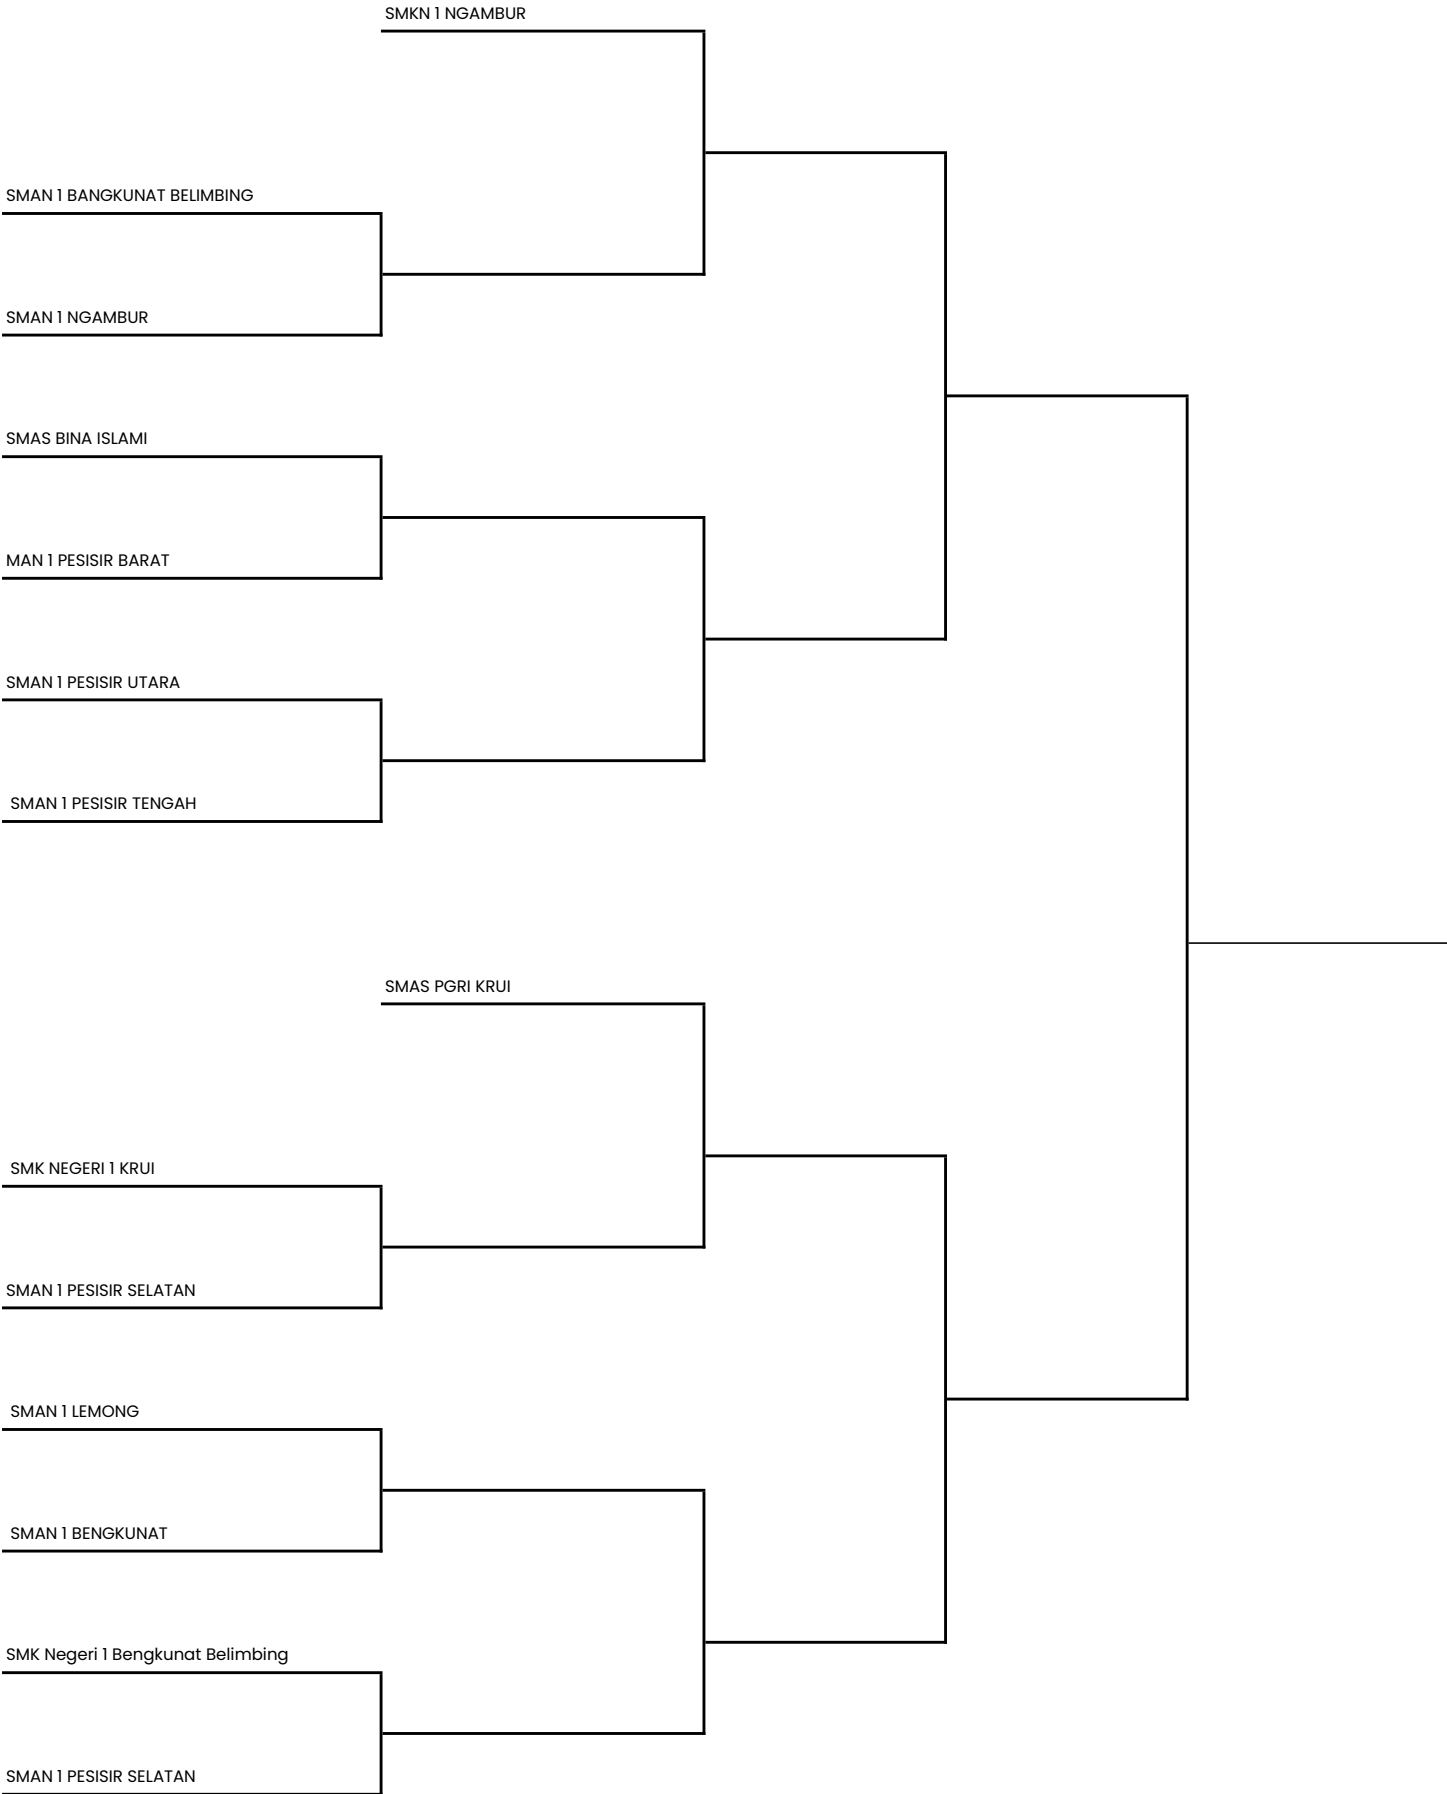 SMKN 1 NGAMBUR
SMAN 1 BANGKUNAT BELIMBING
SMAN 1 NGAMBUR
SMAS BINA ISLAMI
MAN 1 PESISIR BARAT
SMAN 1 PESISIR UTARA
SMAN 1 PESISIR TENGAH
SMAS PGRI KRUI
SMK NEGERI 1 KRUI
SMAN 1 PESISIR SELATAN
SMAN 1 LEMONG
SMAN 1 BENGKUNAT
SMK Negeri 1 Bengkunat Belimbing
SMAN 1 PESISIR SELATAN